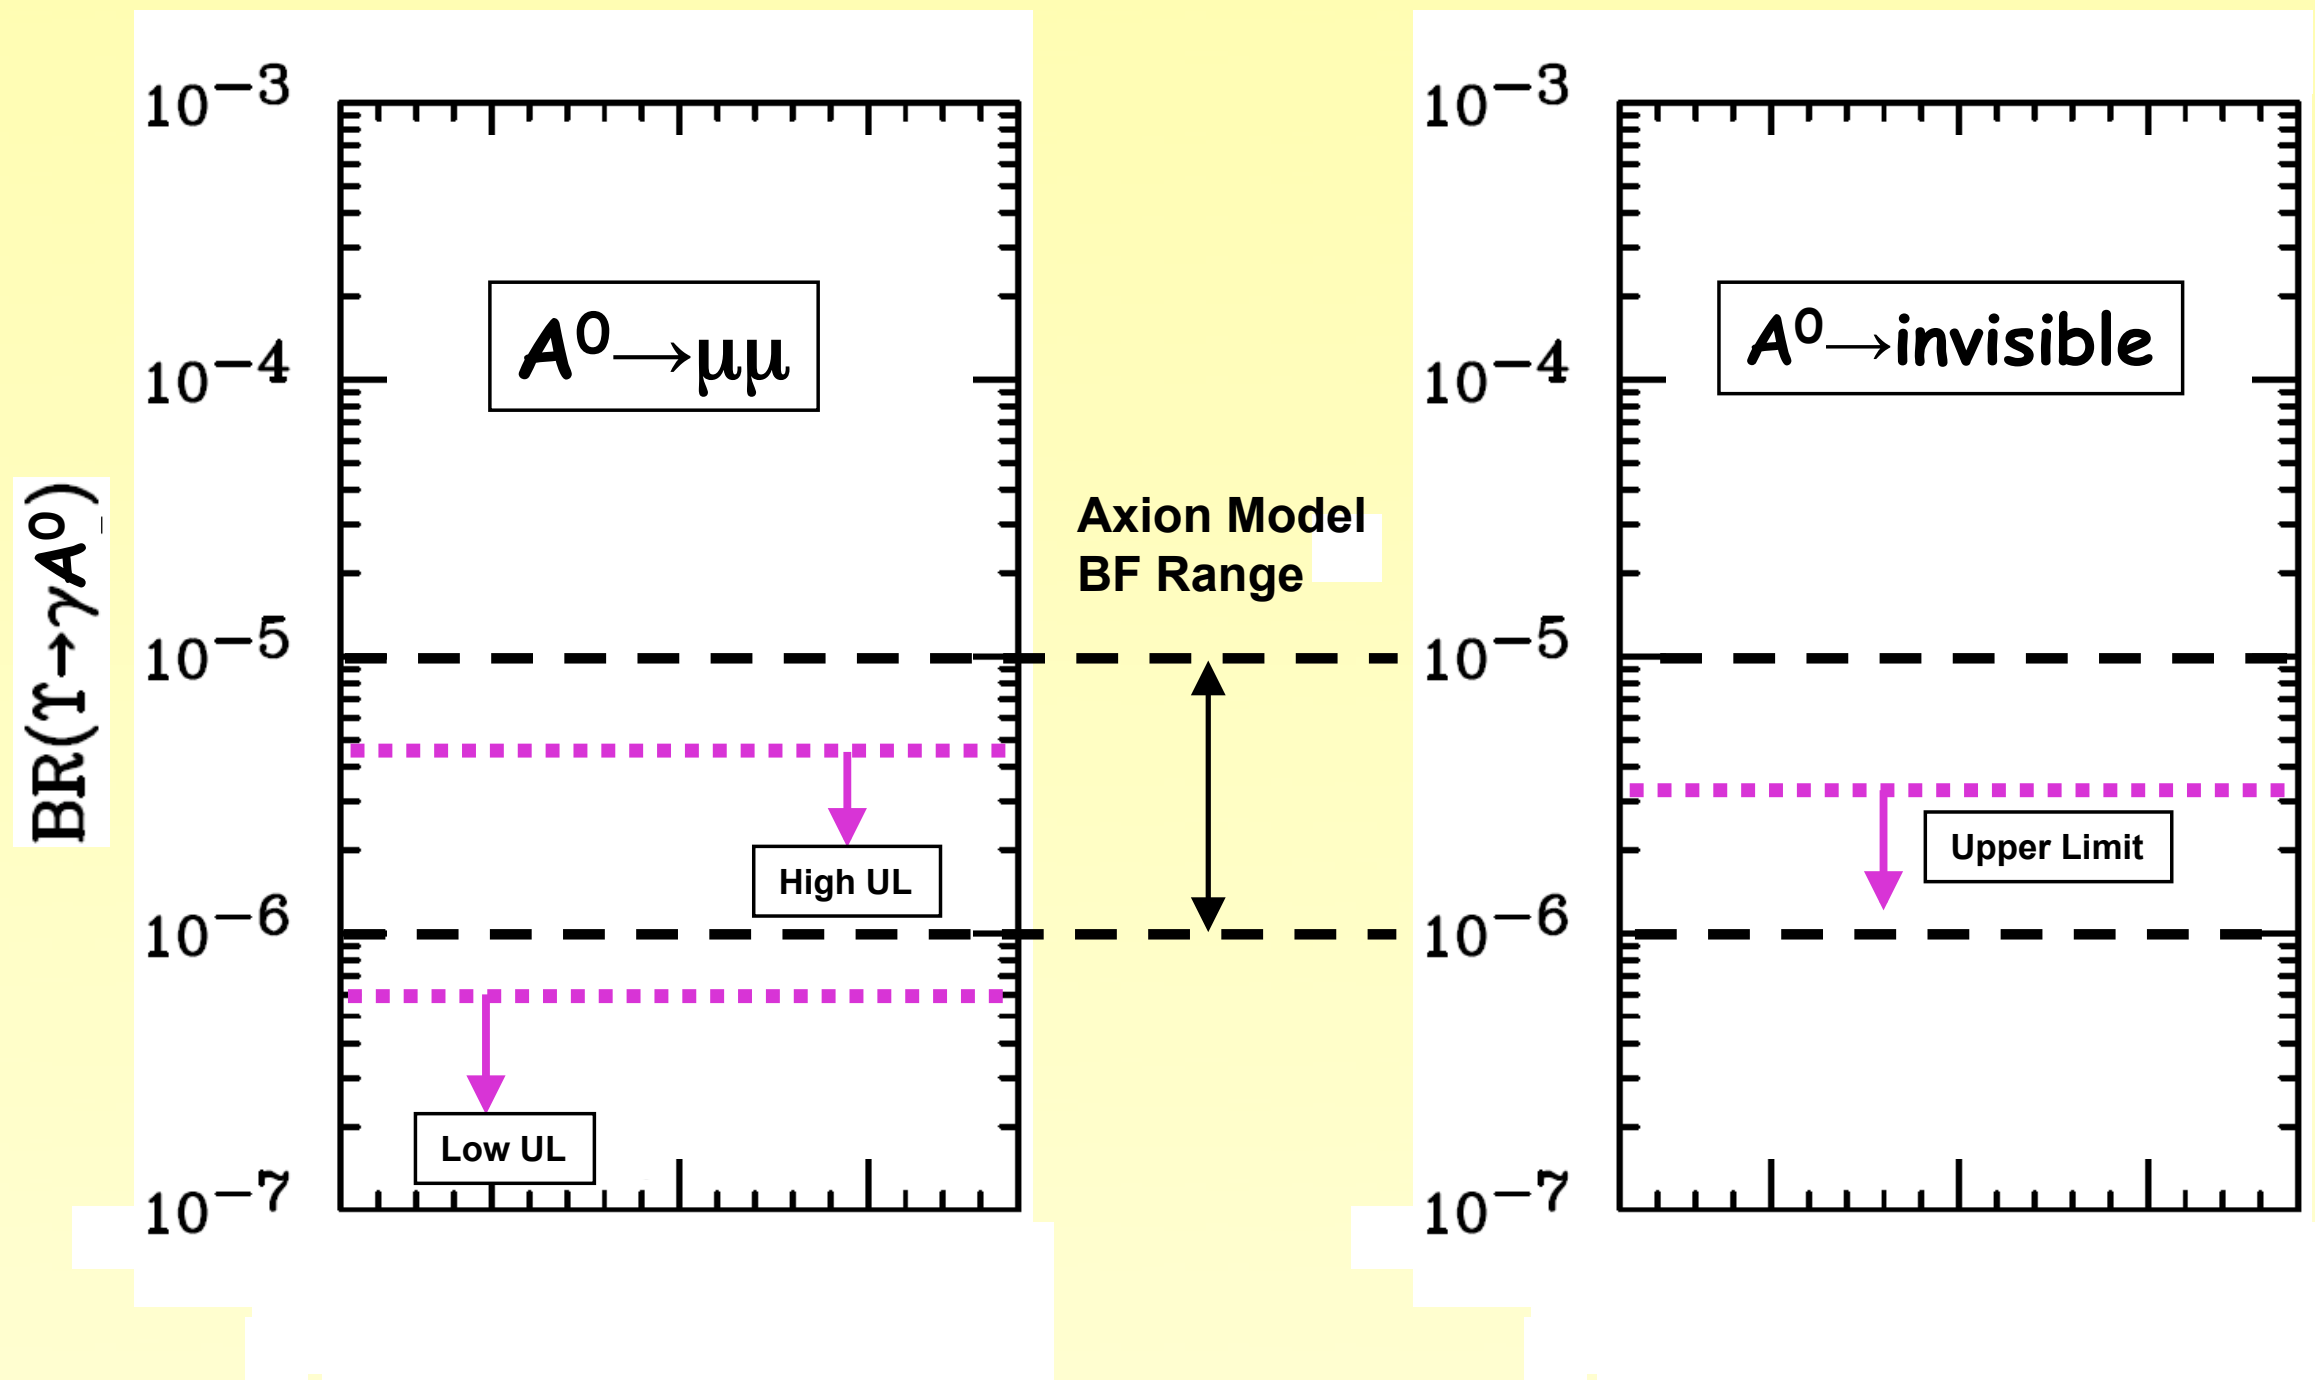 10⁻³
10⁻⁴
10⁻⁵
10⁻⁶
10⁻⁷
BR(ϒ→γA⁰)
A⁰→μμ
High UL
Low UL
Axion Model
BF Range
10⁻³
10⁻⁴
10⁻⁵
10⁻⁶
10⁻⁷
A⁰→invisible
Upper Limit